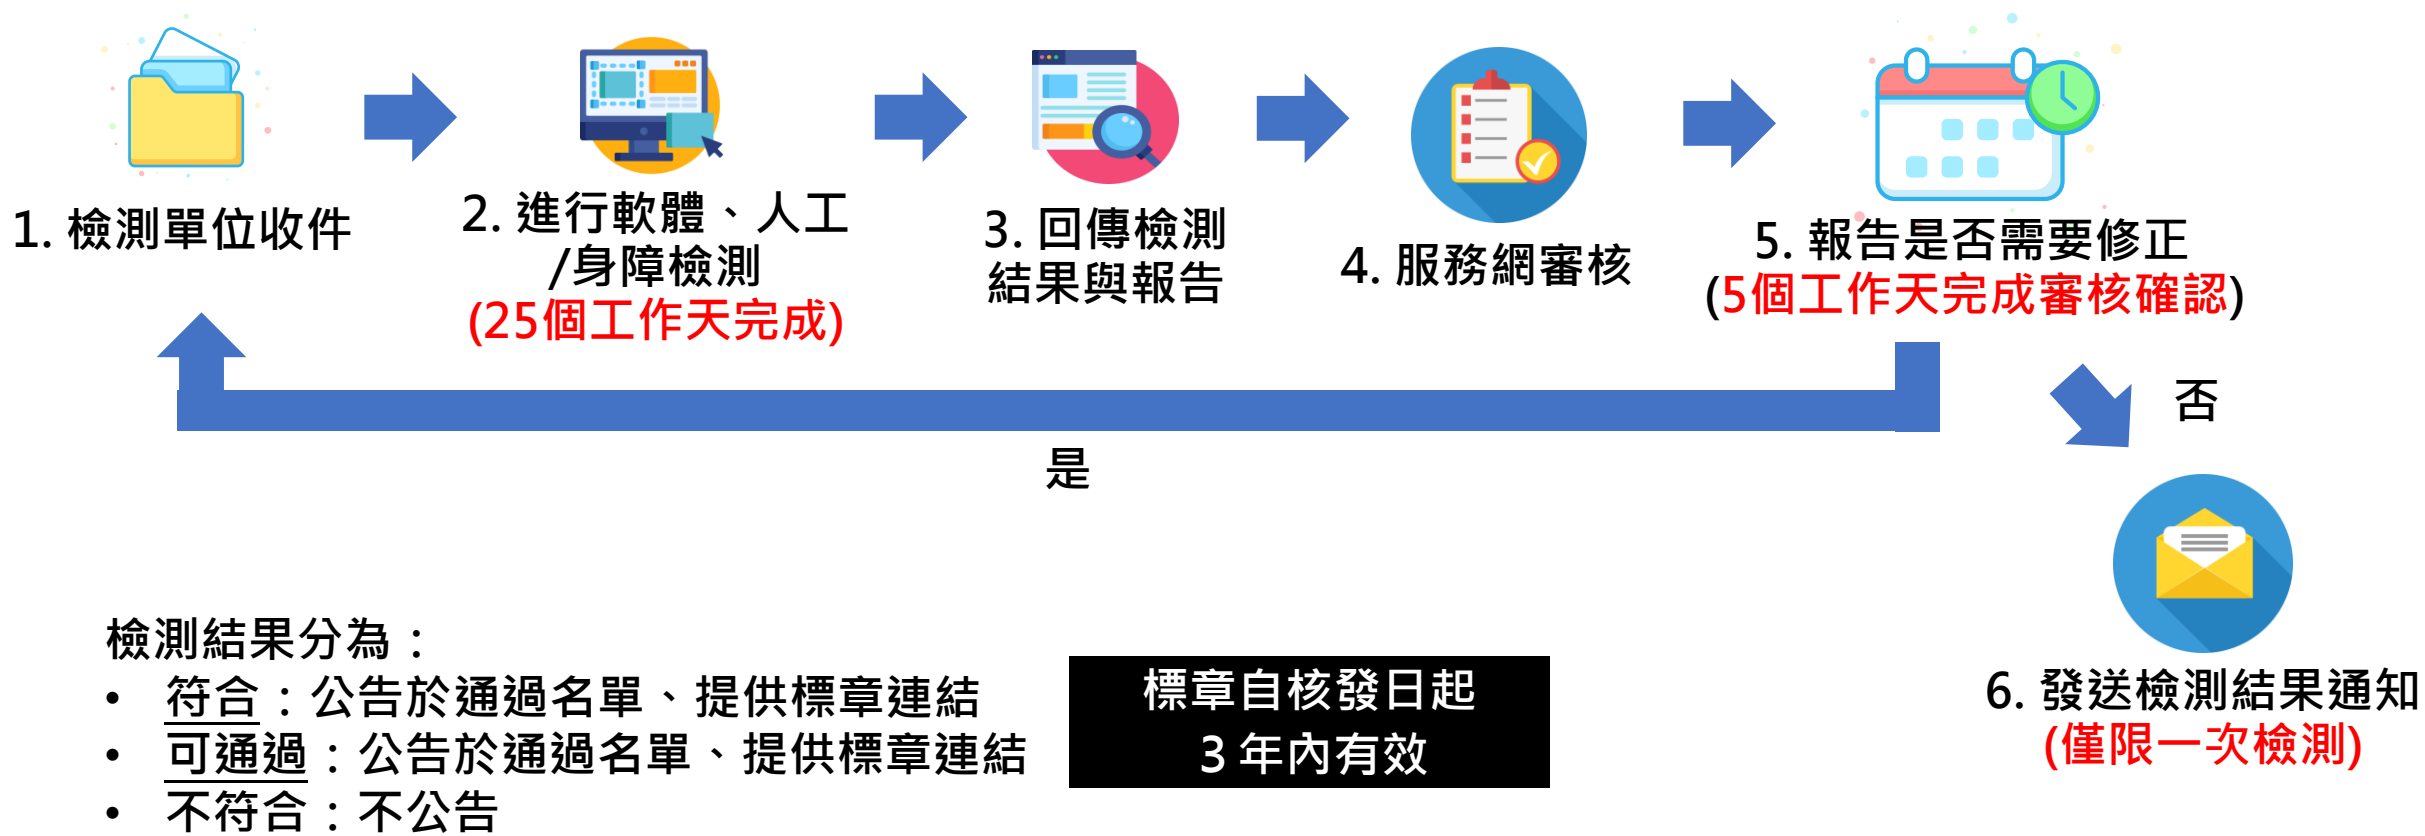 1. 檢測單位收件
2. 進行軟體、人工
/身障檢測
(25個工作天完成)
3. 回傳檢測
結果與報告
4. 服務網審核
5. 報告是否需要修正
(5個工作天完成審核確認)
是
否
6. 發送檢測結果通知
(僅限一次檢測)
檢測結果分為：
• 符合：公告於通過名單、提供標章連結
• 可通過：公告於通過名單、提供標章連結
• 不符合：不公告
標章自核發日起
3 年內有效